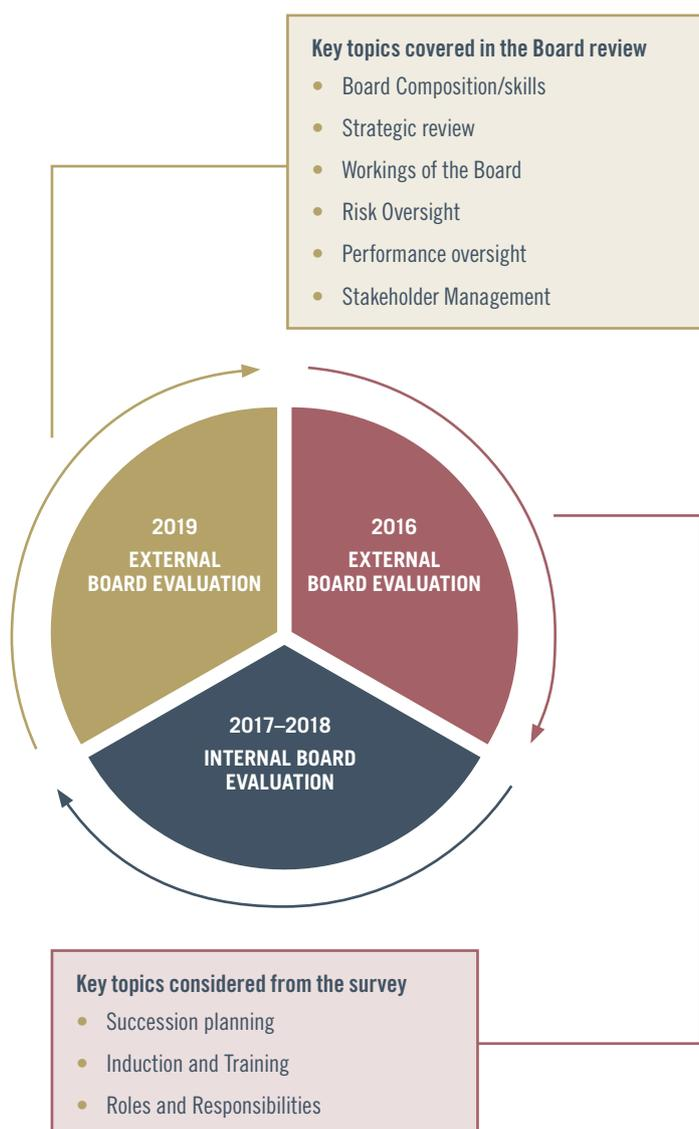 Key topics covered in the Board review
• Board Composition/skills
• Strategic review
• Workings of the Board
• Risk Oversight
• Performance oversight
• Stakeholder Management
2019
EXTERNAL
BOARD EVALUATION
2016
EXTERNAL
BOARD EVALUATION
2017–2018
INTERNAL BOARD
EVALUATION
Key topics considered from the survey
• Succession planning
• Induction and Training
• Roles and Responsibilities